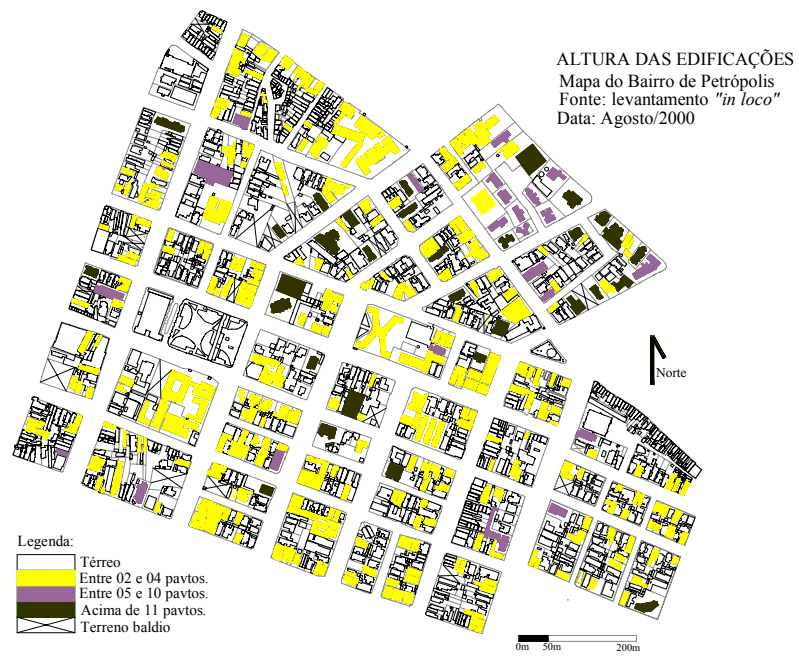 ALTURA DAS EDIFICAÇÕES
Mapa do Bairro de Petrópolis
Fonte: levantamento "in loco"
Data: Agosto/2000
Norte
Legenda:
Térreo
Entre 02 e 04 pavtos.
Entre 05 e 10 pavtos.
Acima de 11 pavtos.
Terreno baldio
0m 50m 200m